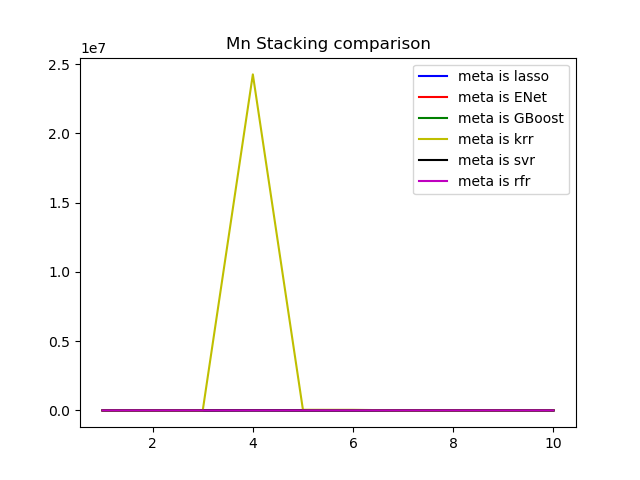 Mn Stacking comparison
1e7
2.5
2.0
1.5
1.0
0.5
0.0
2
4
6
8
10
meta is lasso
meta is ENet
meta is GBoost
meta is krr
meta is svr
meta is rfr